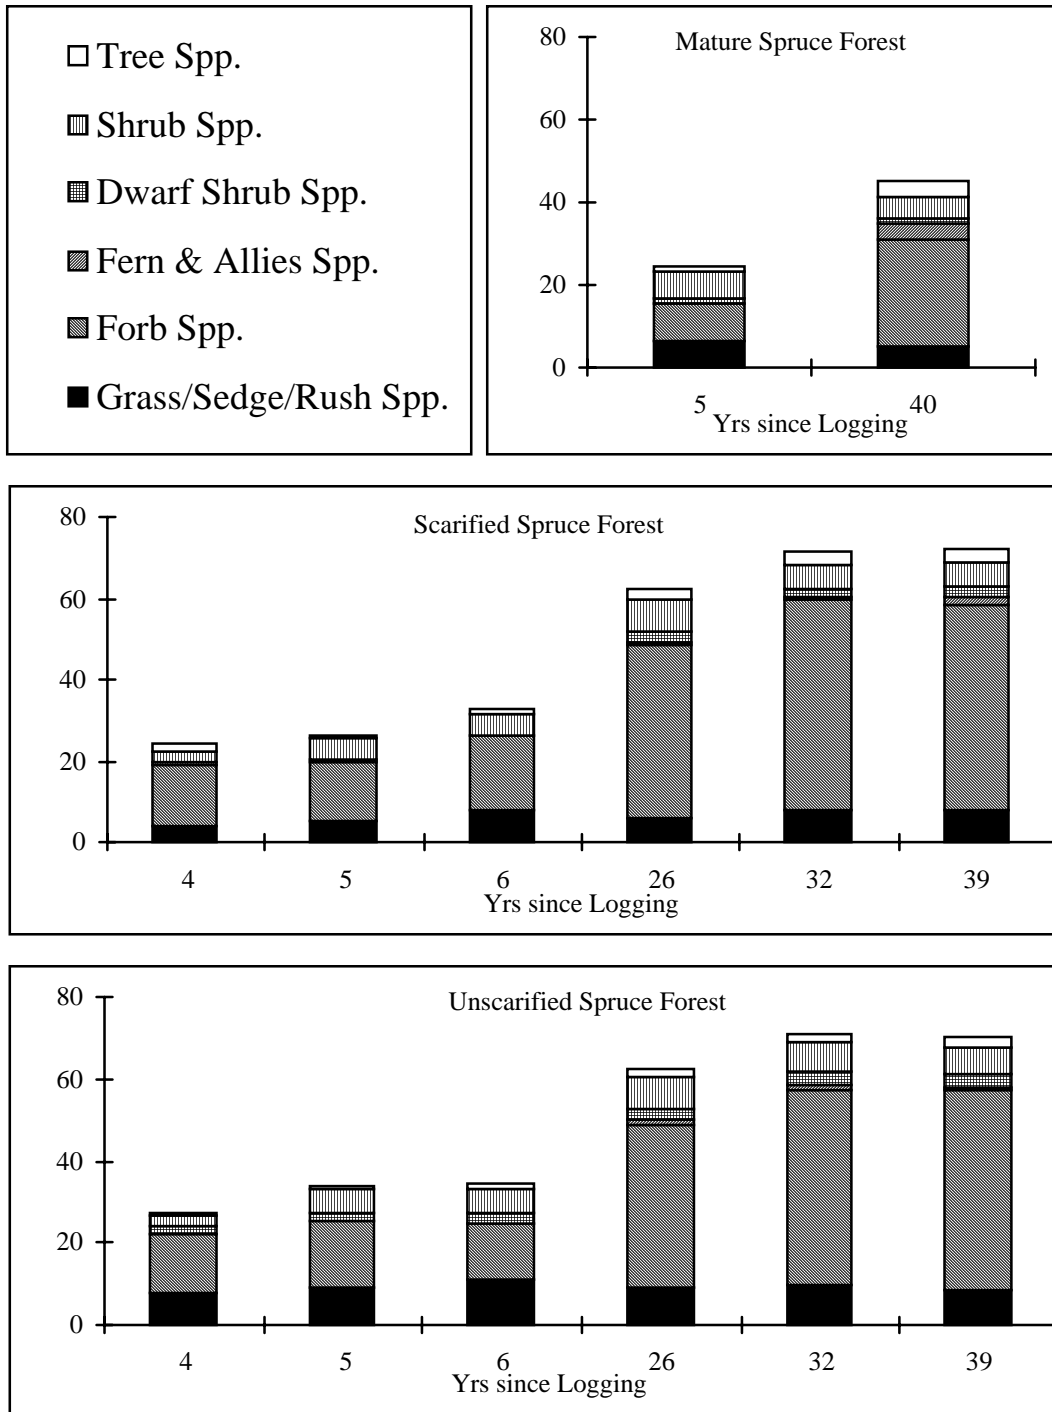 Tree Spp.
Shrub Spp.
Dwarf Shrub Spp.
Fern & Allies Spp.
Forb Spp.
Grass/Sedge/Rush Spp.
Mature Spruce Forest
80
60
40
20
0
5 40
Yrs since Logging
Scarified Spruce Forest
80
60
40
20
0
4 5 6 26 32 39
Yrs since Logging
Unscarified Spruce Forest
80
60
40
20
0
4 5 6 26 32 39
Yrs since Logging